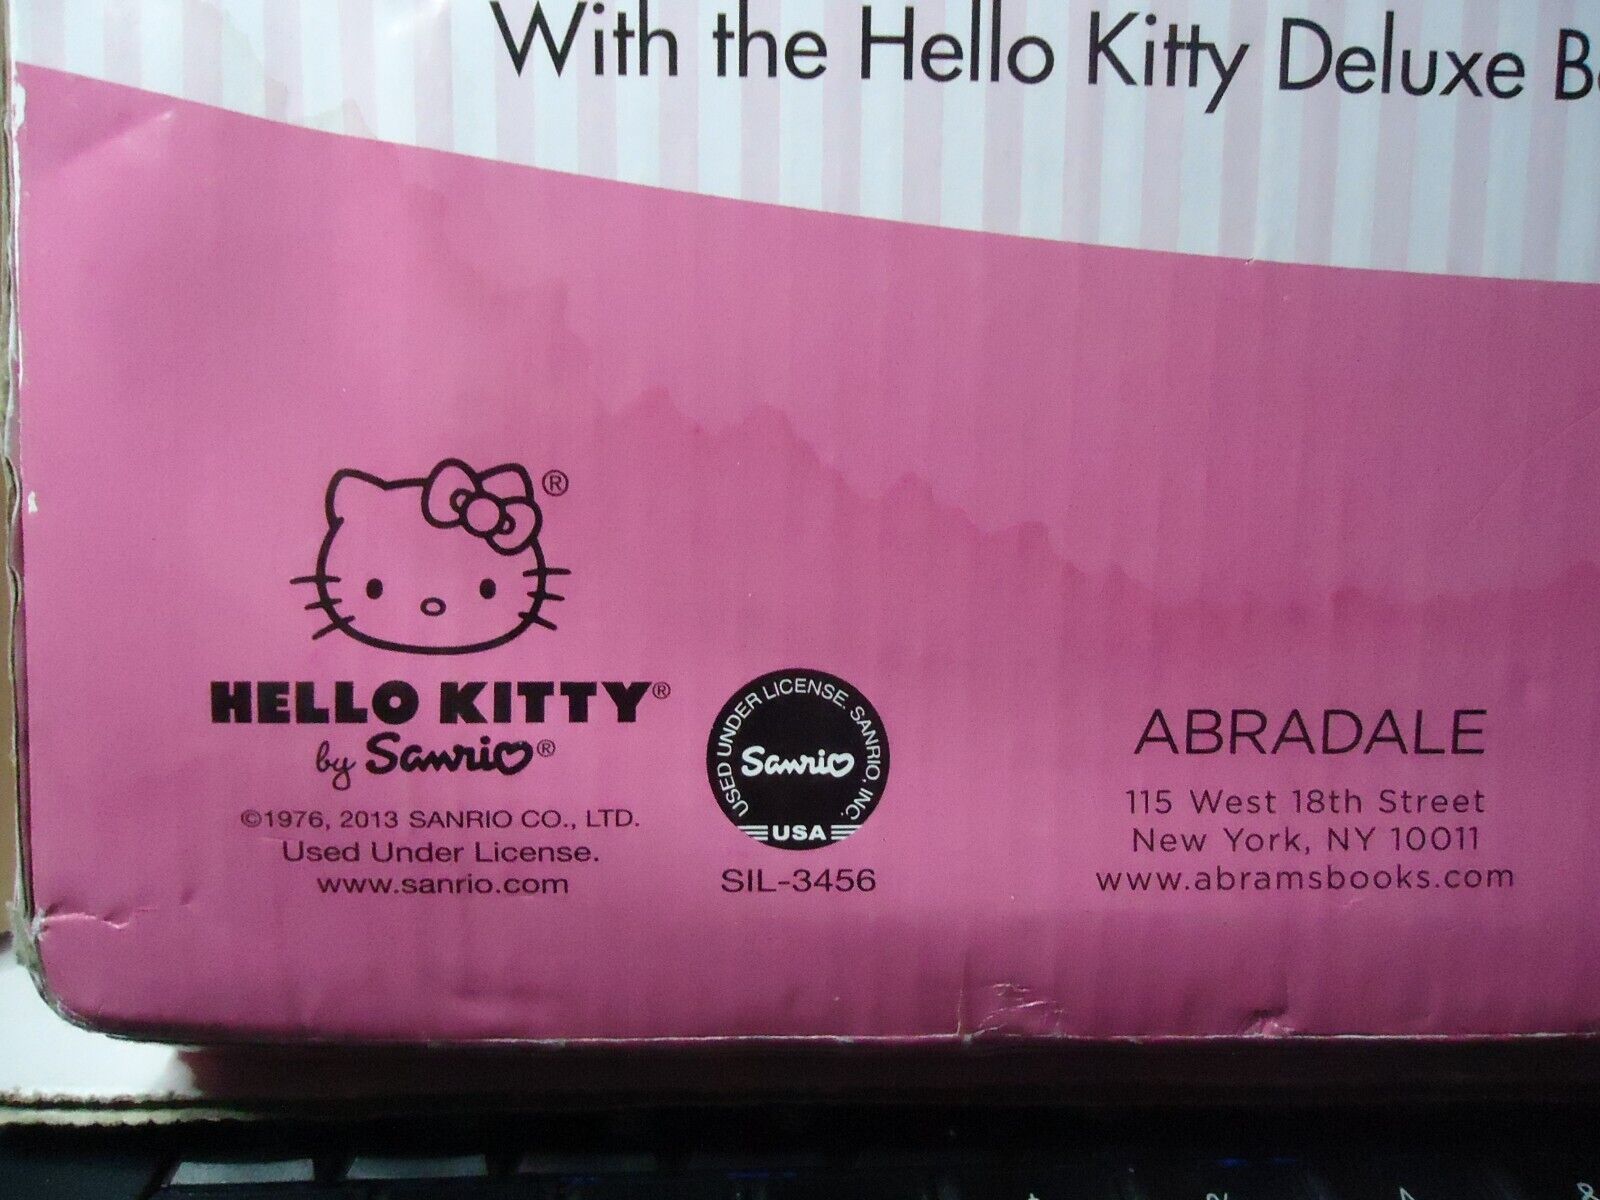 With the Hello Kitty Deluxe
®
HELLO KITTY®
by Sanrio®
©1976, 2013 SANRIO CO., LTD.
Used Under License.
www.sanrio.com
USED UNDER LICENSE. SANRIO, INC.
Sanrio
USA
SIL-3456
ABRADALE
115 West 18th Street
New York, NY 10011
www.abramsbooks.com